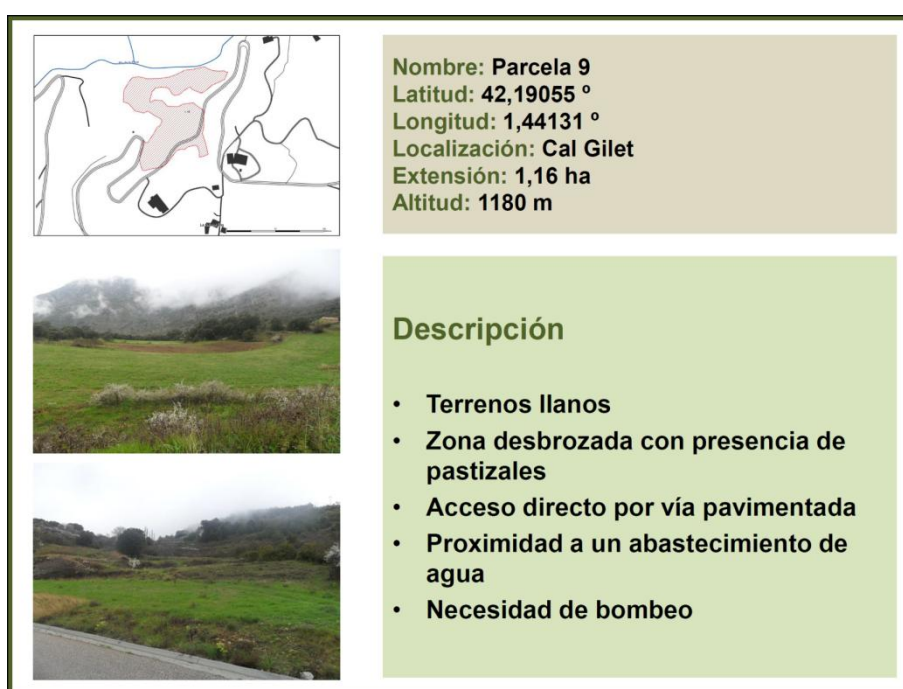 Nombre: Parcela 9
Latitud: 42,19055 º
Longitud: 1,44131 º
Localización: Cal Gilet
Extensión: 1,16 ha
Altitud: 1180 m
Descripción
• Terrenos llanos
• Zona desbrozada con presencia de
pastizales
• Acceso directo por vía pavimentada
• Proximidad a un abastecimiento de
agua
• Necesidad de bombeo